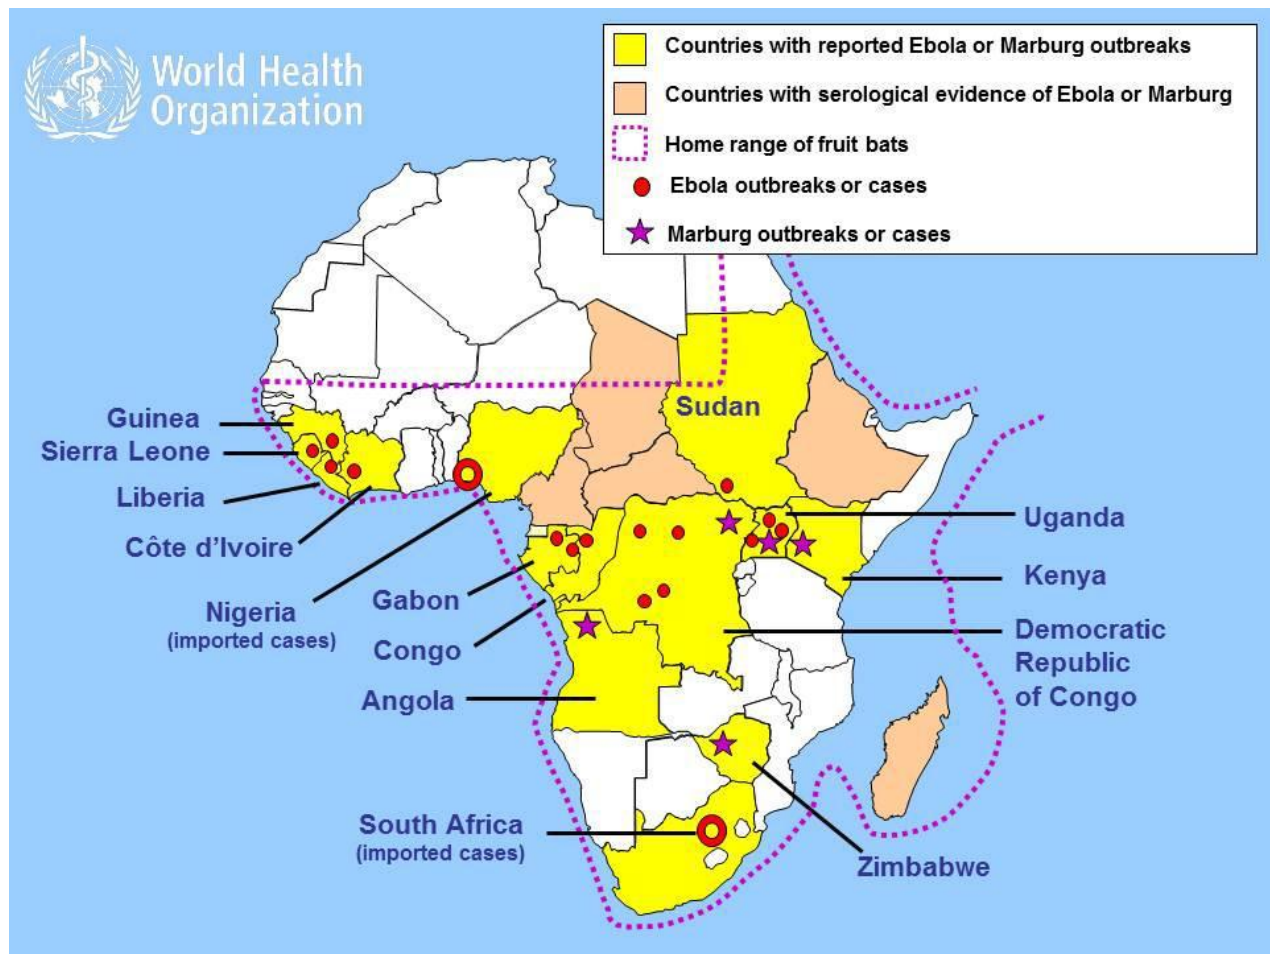 World Health
Organization
Countries with reported Ebola or Marburg outbreaks
Countries with serological evidence of Ebola or Marburg
Home range of fruit bats
Ebola outbreaks or cases
Marburg outbreaks or cases
Guinea
Sierra Leone
Liberia
Côte d'Ivoire
Nigeria
(imported cases)
Gabon
Congo
Angola
South Africa
(imported cases)
Sudan
Uganda
Kenya
Democratic
Republic
of Congo
Zimbabwe